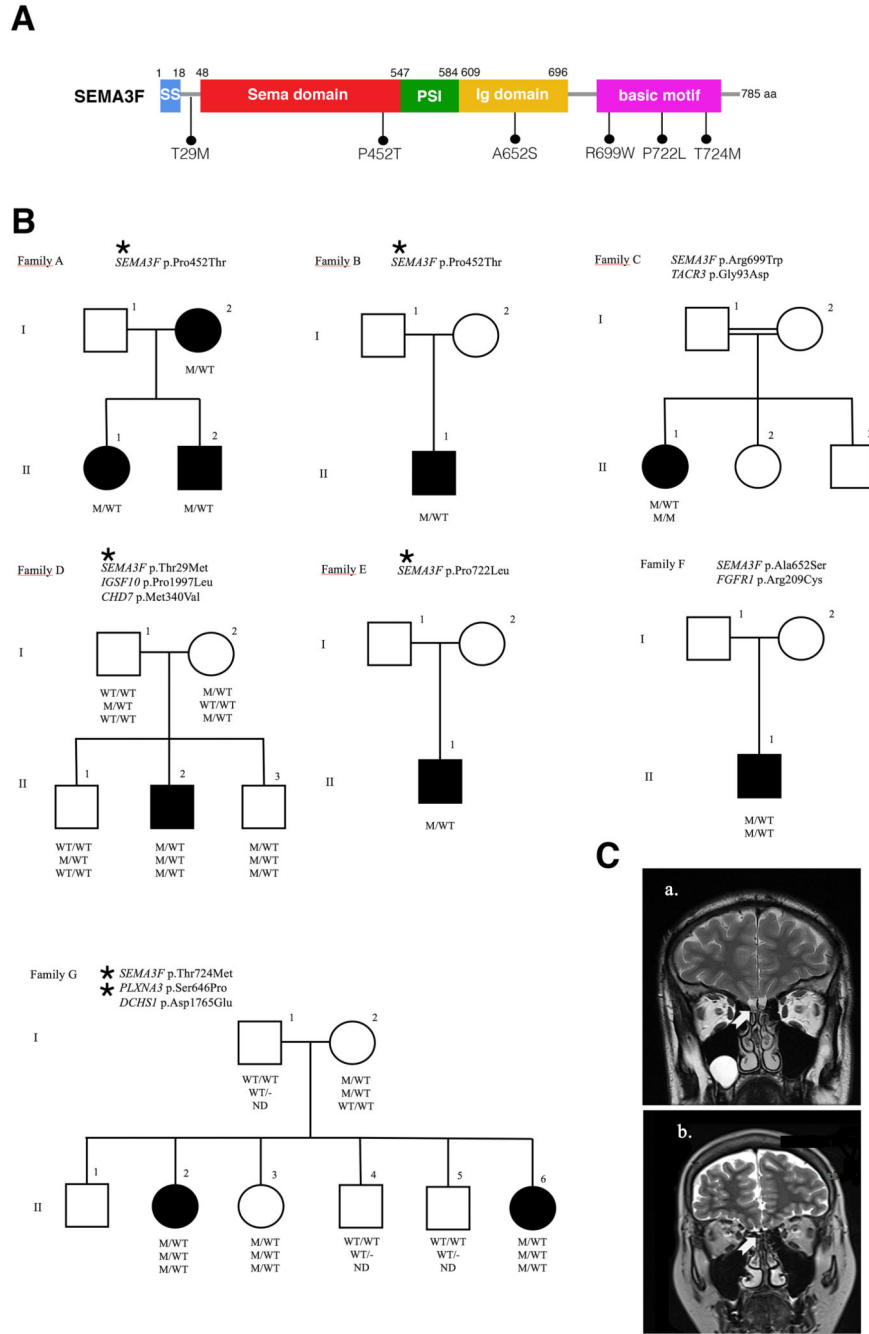 A
1 18 48 547 584 609 696
SEMA3F SS Sema domain PSI Ig domain basic motif 785 aa
T29M P452T A652S R699W P722L T724M
B
Family A
*
SEMA3F p.Pro452Thr
I
1 2
M/WT
II
1 2
M/WT M/WT
Family B
*
SEMA3F p.Pro452Thr
I
1 2
II
1
M/WT
Family C
SEMA3F p.Arg699Trp
TACR3 p.Gly93Asp
I
1 2
II
1 2 3
M/WT
M/M
Family D
*
SEMA3F p.Thr29Met
IGSF10 p.Pro1997Leu
CHD7 p.Met340Val
I
1 2
WT/WT M/WT
M/WT WT/WT
WT/WT M/WT
II
1 2 3
WT/WT M/WT M/WT
M/WT M/WT M/WT
WT/WT M/WT M/WT
Family E
*
SEMA3F p.Pro722Leu
I
1 2
II
1
M/WT
Family F
SEMA3F p.Ala652Ser
FGFR1 p.Arg209Cys
I
1 2
II
1
M/WT
M/WT
Family G
* SEMA3F p.Thr724Met
* PLXNA3 p.Ser646Pro
DCHS1 p.Asp1765Glu
I
1 2
WT/WT M/WT
WT/- M/WT
ND WT/WT
II
1 2 3 4 5 6
M/WT M/WT WT/WT WT/WT M/WT
M/WT M/WT WT/- WT/- M/WT
M/WT M/WT ND ND M/WT
C
a.
b.